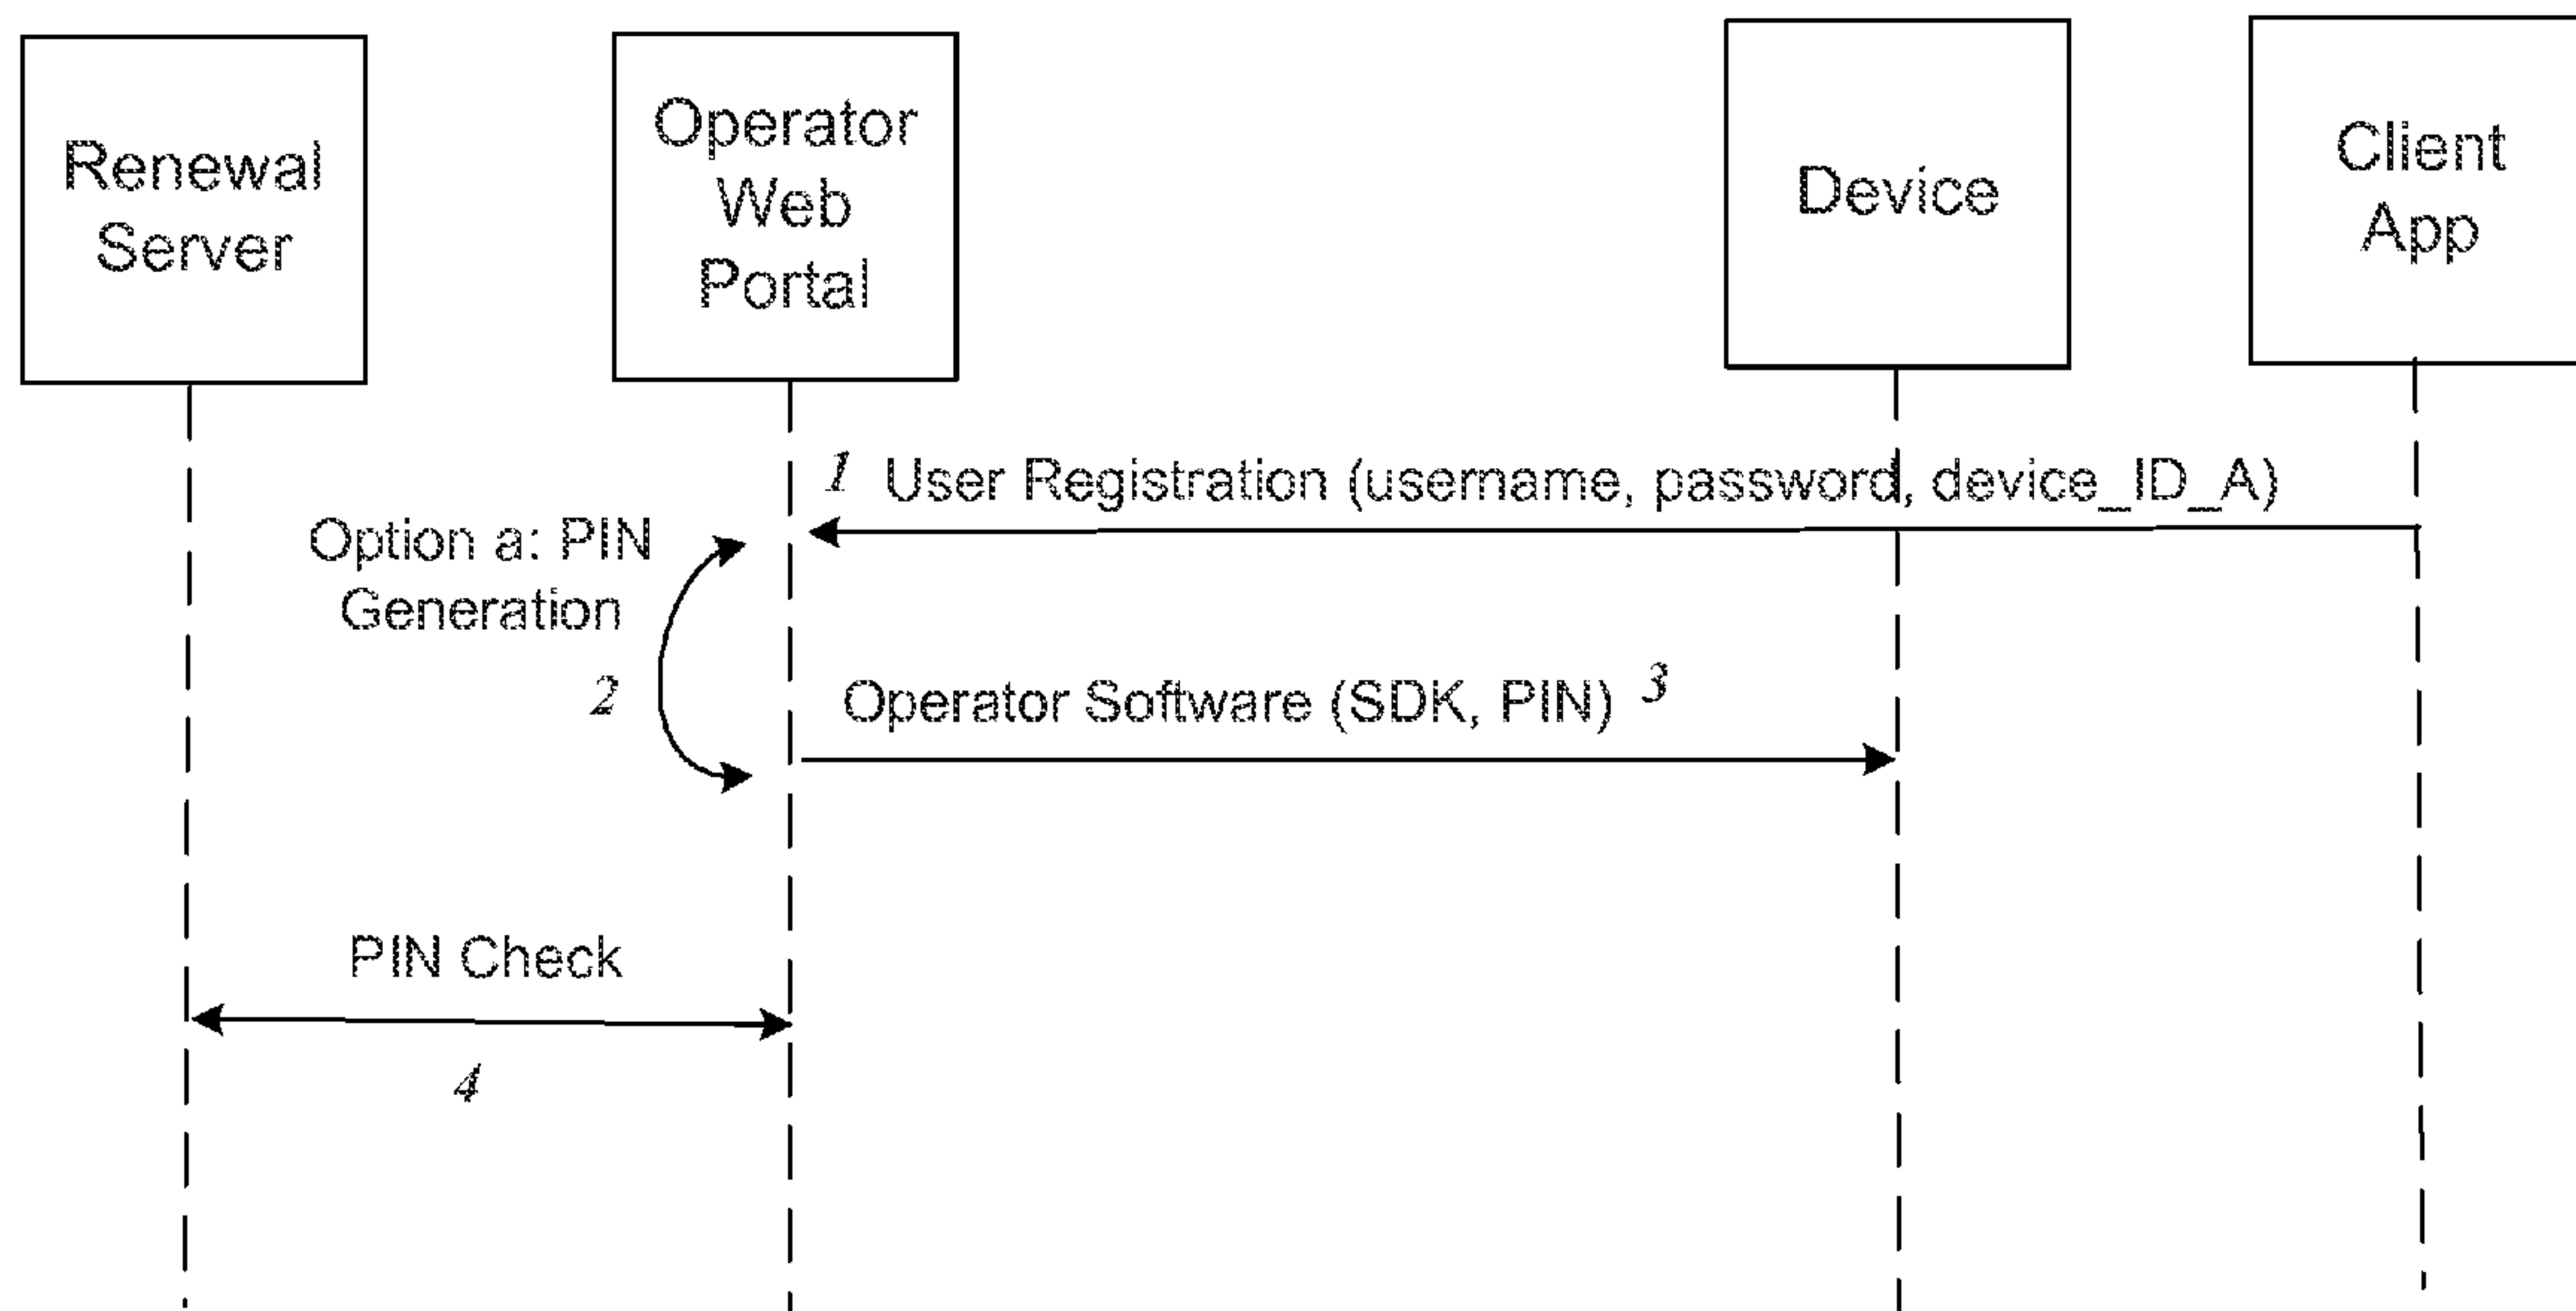 Renewal
Server
Operator
Web
Portal
Device
Client
App
1 User Registration (username, password, device_ID_A)
Option a: PIN
Generation
2
Operator Software (SDK, PIN) 3
PIN Check
4